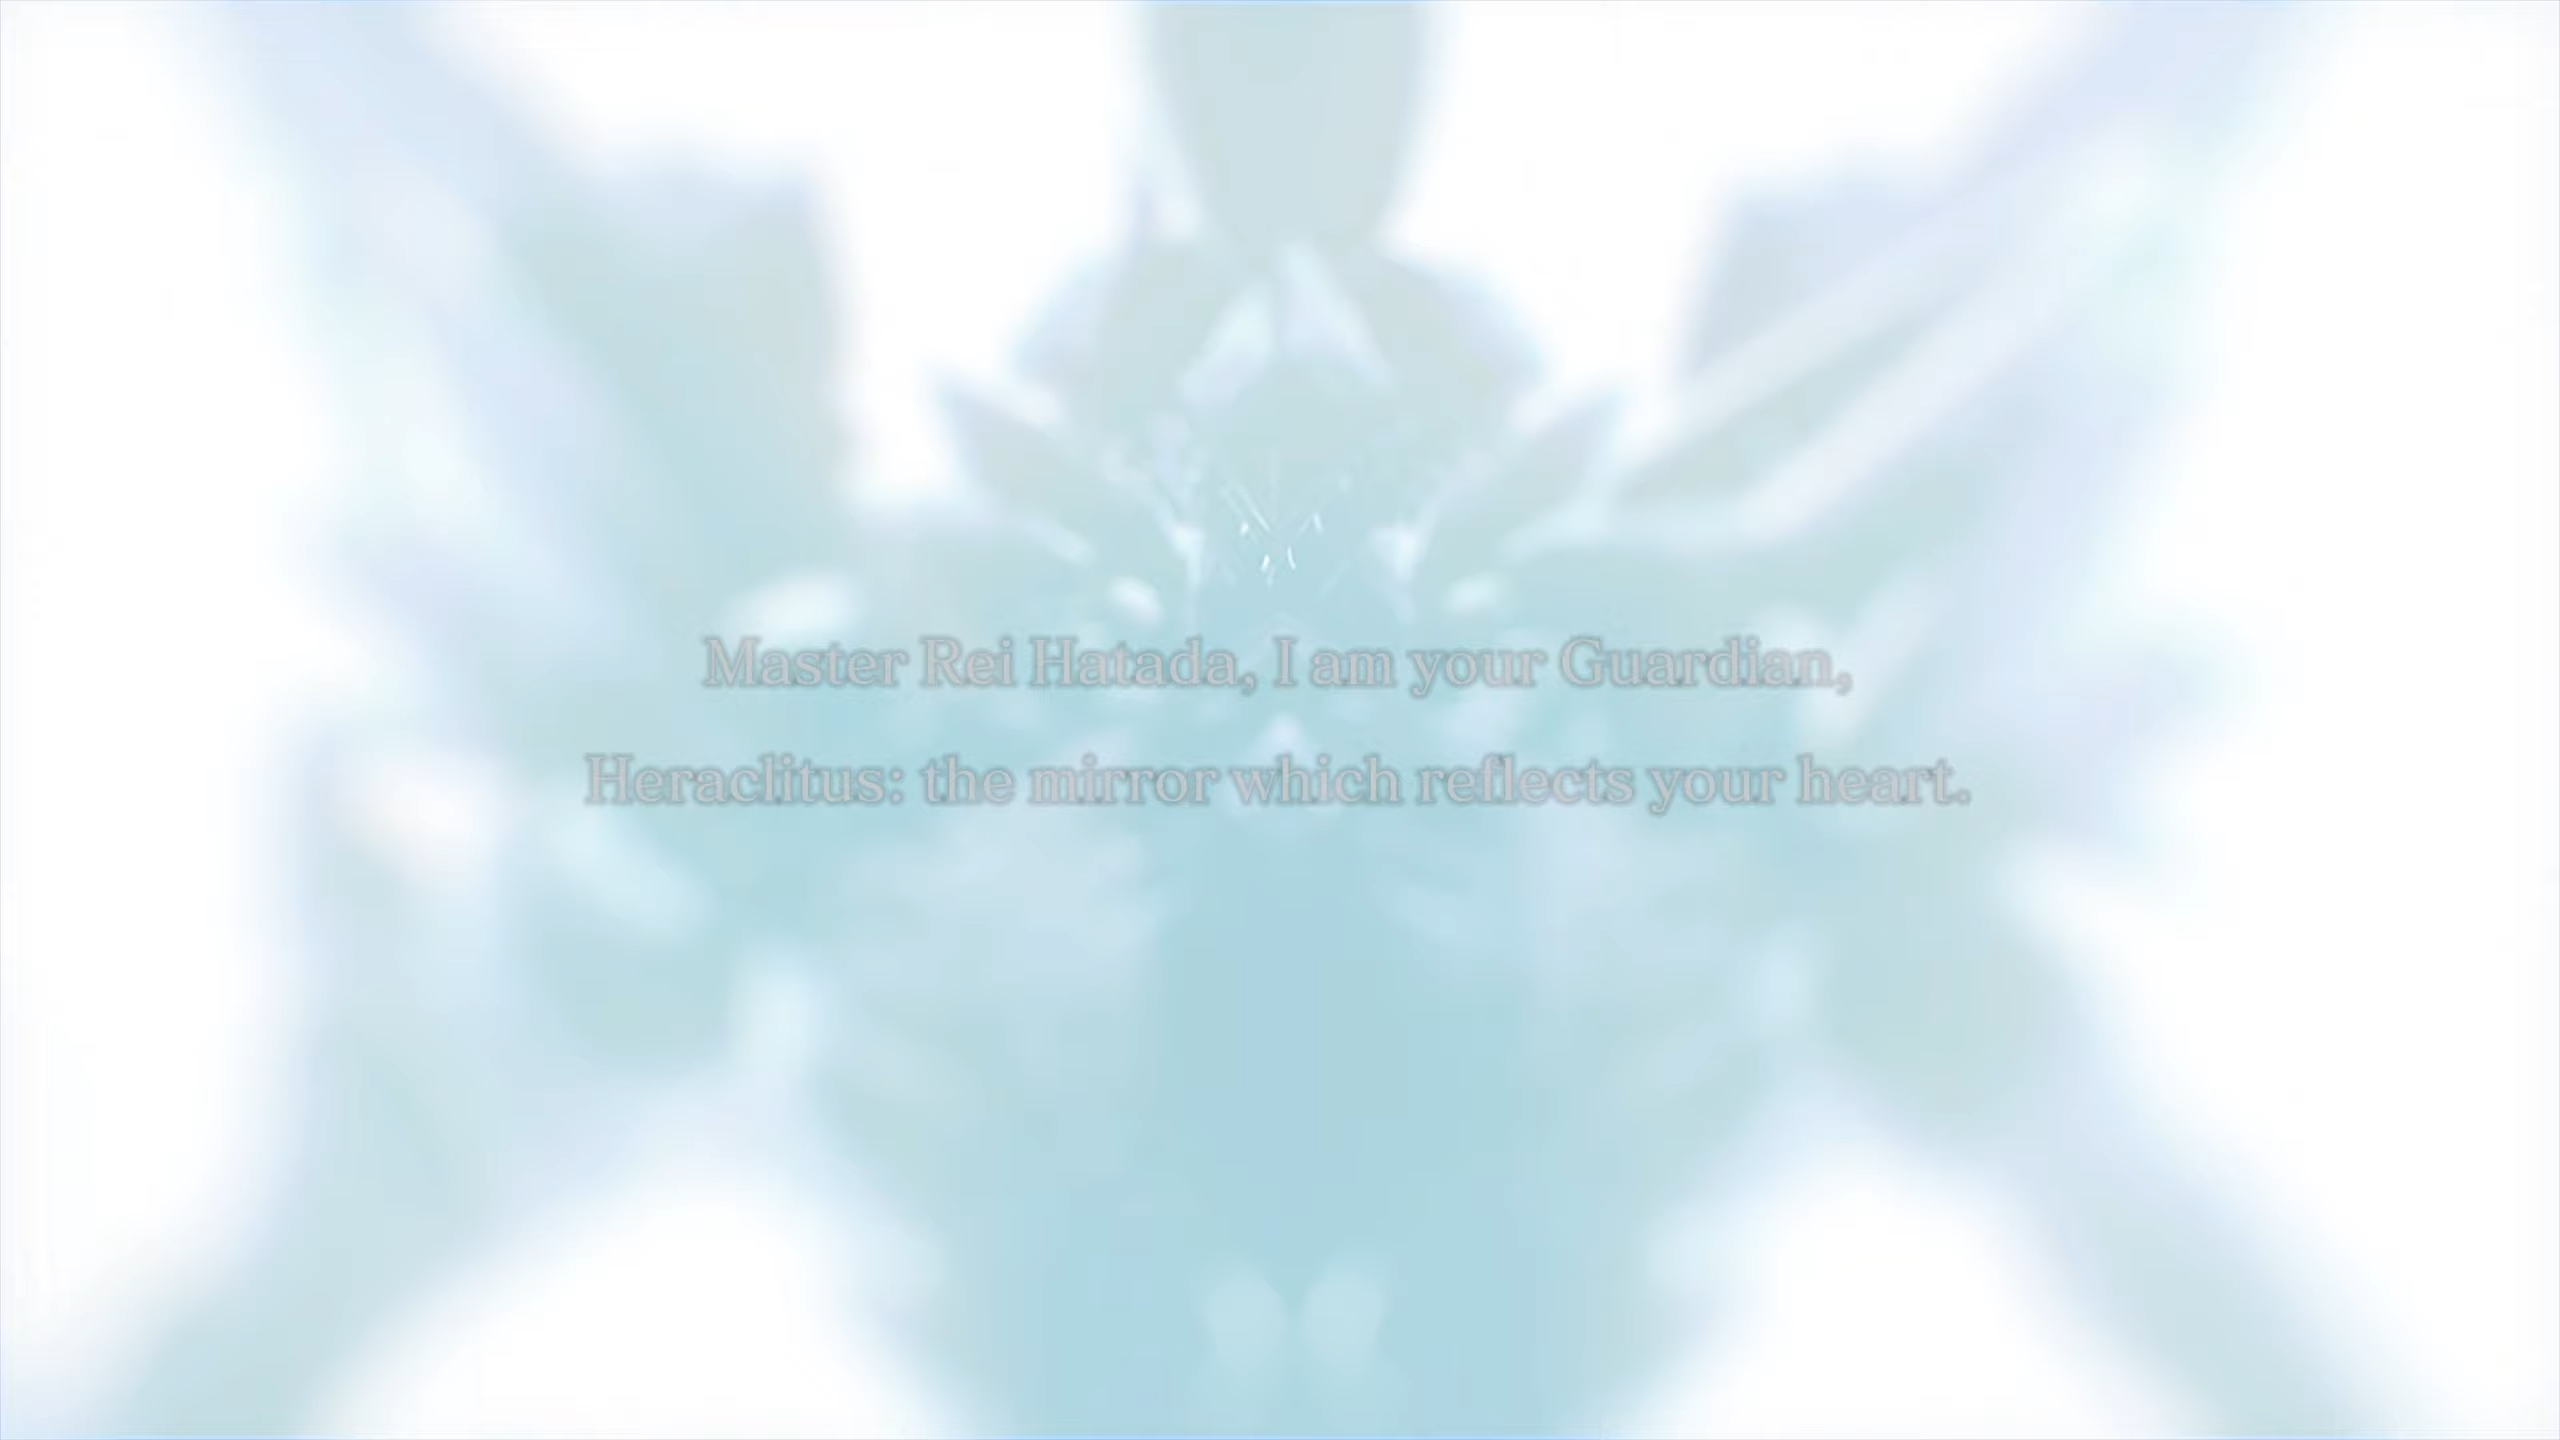 Master Rei Hatada, I am your Guardian,
Heraclitus: the mirror which reflects your heart.